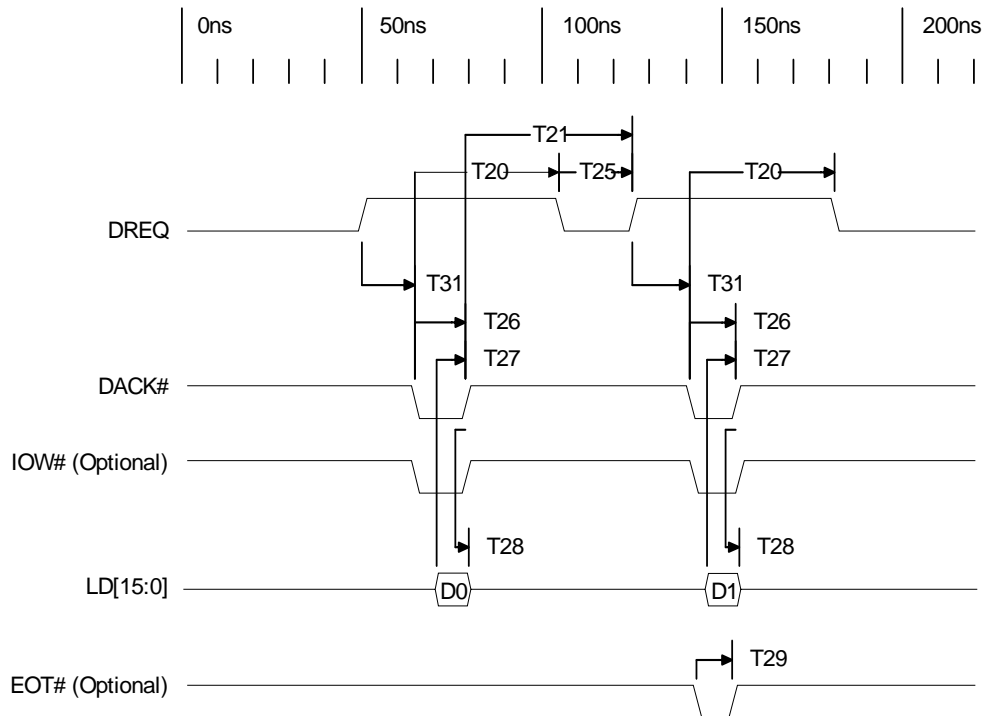 0ns 50ns 100ns 150ns 200ns
T21
T20 T25 T20
DREQ
T31 T31
T26 T26
T27 T27
DACK#
IOW# (Optional)
T28 T28
LD[15:0] D0 D1
T29
EOT# (Optional)